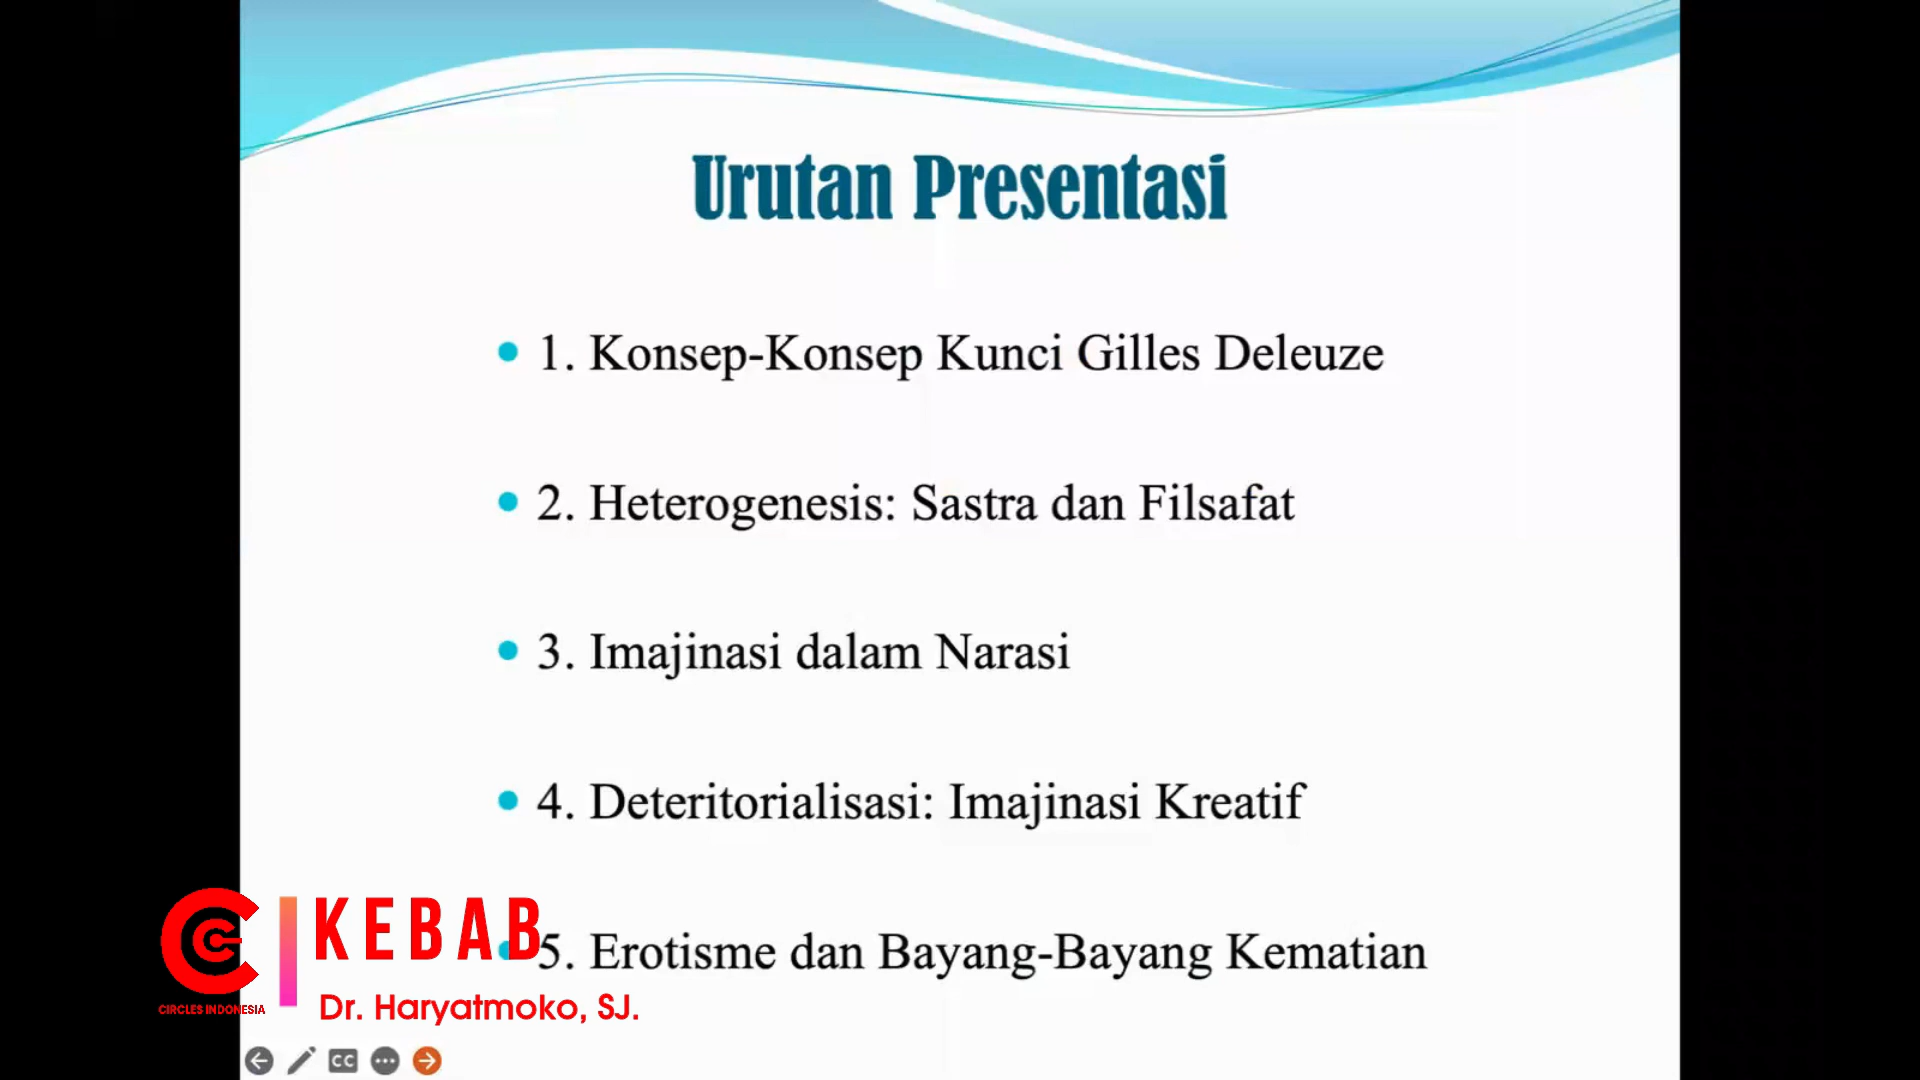 Urutan Presentasi
• 1. Konsep-Konsep Kunci Gilles Deleuze
• 2. Heterogenesis: Sastra dan Filsafat
• 3. Imajinasi dalam Narasi
• 4. Deteritorialisasi: Imajinasi Kreatif
• 5. Erotisme dan Bayang-Bayang Kematian
KEBAB
Dr. Haryatmoko, SJ.
CIRCLES INDONESIA
CC